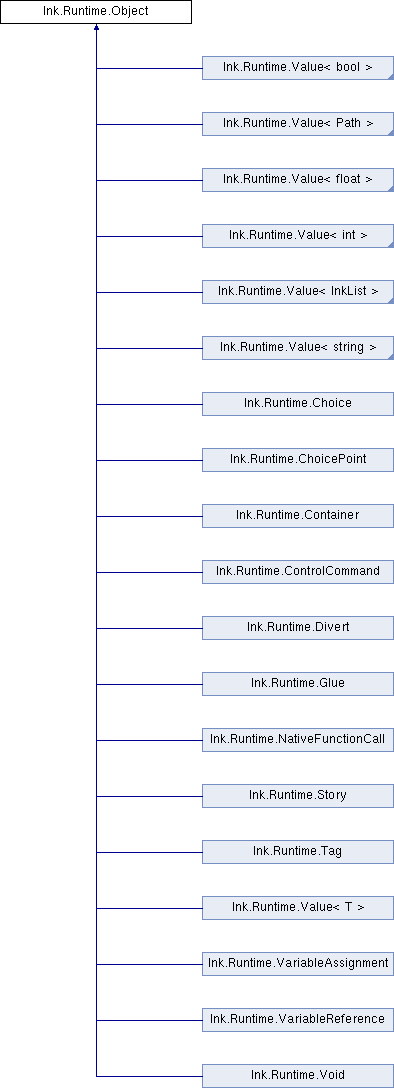 Ink.Runtime.Object
Ink.Runtime.Value< bool >
Ink.Runtime.Value< Path >
Ink.Runtime.Value< float >
Ink.Runtime.Value< int >
Ink.Runtime.Value< InkList >
Ink.Runtime.Value< string >
Ink.Runtime.Choice
Ink.Runtime.ChoicePoint
Ink.Runtime.Container
Ink.Runtime.ControlCommand
Ink.Runtime.Divert
Ink.Runtime.Glue
Ink.Runtime.NativeFunctionCall
Ink.Runtime.Story
Ink.Runtime.Tag
Ink.Runtime.Value< T >
Ink.Runtime.VariableAssignment
Ink.Runtime.VariableReference
Ink.Runtime.Void